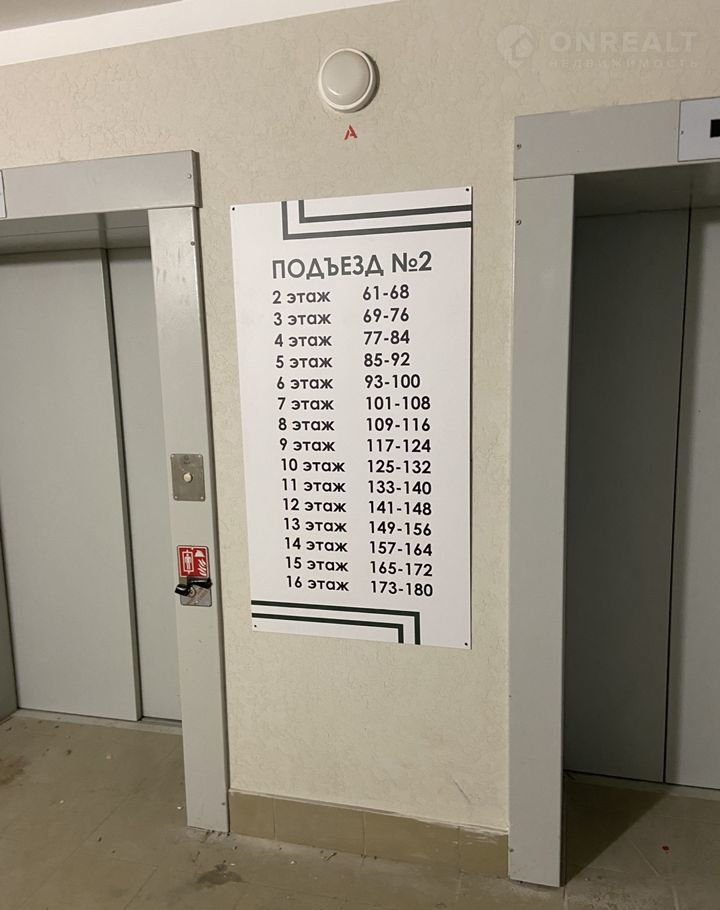 ONREALT
НЕДВИЖИМОСТЬ
А
ПОДЪЕЗД №2
2 этаж 61-68
3 этаж 69-76
4 этаж 77-84
5 этаж 85-92
6 этаж 93-100
7 этаж 101-108
8 этаж 109-116
9 этаж 117-124
10 этаж 125-132
11 этаж 133-140
12 этаж 141-148
13 этаж 149-156
14 этаж 157-164
15 этаж 165-172
16 этаж 173-180